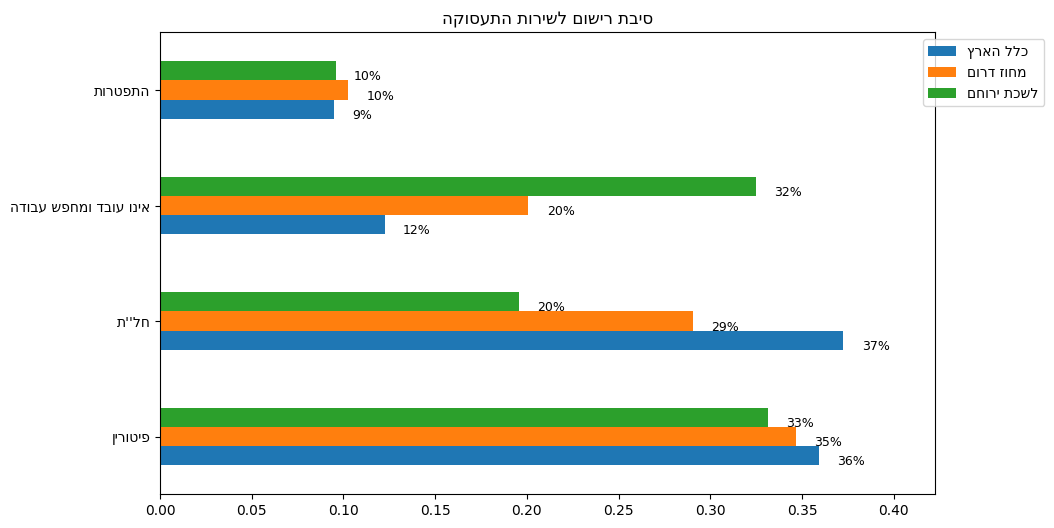 סיבת רישום לשירות התעסוקה
כלל הארץ
מחוז דרום
לשכת ירוחם
התפטרות
10%
10%
9%
אינו עובד ומחפש עבודה
32%
20%
12%
חל''ת
20%
29%
37%
פיטורין
33%
35%
36%
0.00 0.05 0.10 0.15 0.20 0.25 0.30 0.35 0.40